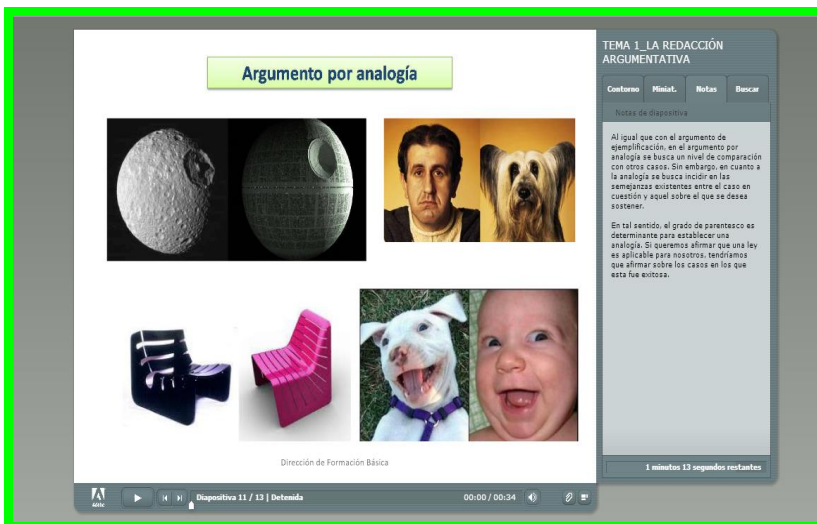 Argumento por analogía
Dirección de Formación Básica
TEMA 1_LA REDACCIÓN
ARGUMENTATIVA
Contorno Miniat. Notas Buscar
Notas de diapositiva
Al igual que con el argumento de
ejemplificación, en el argumento por
analogía se busca un nivel de comparación
con otros casos. Sin embargo, en cuanto a
la analogía se busca incidir en las
semejanzas existentes entre el caso en
cuestión y aquel sobre el que se desea
sostener.
En tal sentido, el grado de parentesco es
determinante para establecer una
analogía. Si queremos afirmar que una ley
es aplicable para nosotros, tendríamos
que afirmar sobre los casos en los que
esta fue exitosa.
1 minutos 13 segundos restantes
Adobe
Diapositiva 11 / 13 | Detenida
00:00 / 00:34